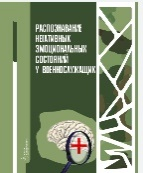 РАСПОЗНАВАНИЕ
НЕГАТИВНЫХ
ЭМОЦИОНАЛЬНЫХ
СОСТОЯНИЙ
У ВОЕННОСЛУЖАЩИХ